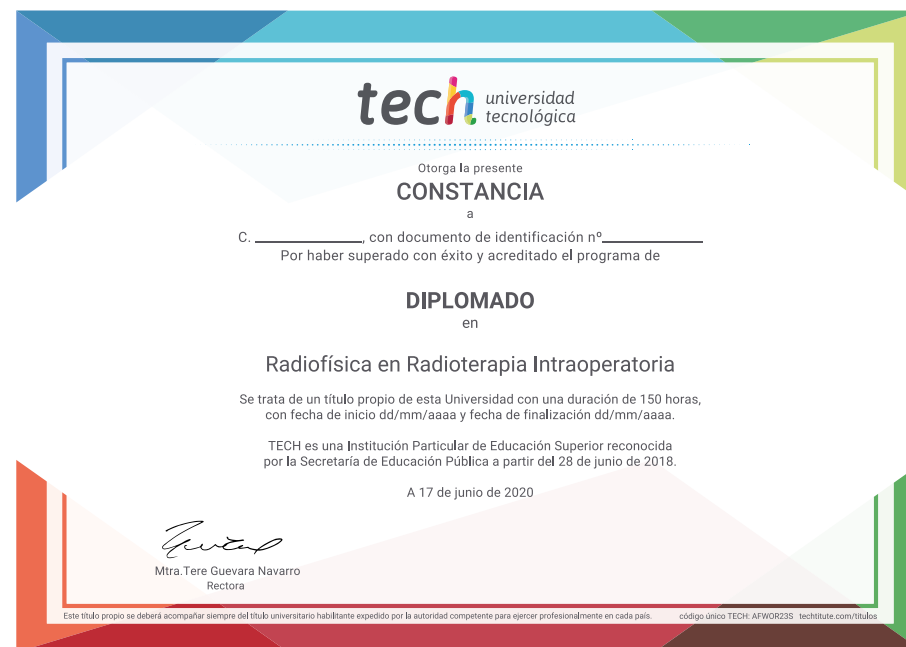 tech universidad
tecnológica
Otorga la presente
CONSTANCIA
a
C. ____________, con documento de identificación nº____________
Por haber superado con éxito y acreditado el programa de
DIPLOMADO
en
Radiofísica en Radioterapia Intraoperatoria
Se trata de un título propio de esta Universidad con una duración de 150 horas,
con fecha de inicio dd/mm/aaaa y fecha de finalización dd/mm/aaaa.
TECH es una Institución Particular de Educación Superior reconocida
por la Secretaría de Educación Pública a partir del 28 de junio de 2018.
A 17 de junio de 2020
Mtra.Tere Guevara Navarro
Rectora
Este título propio se deberá acompañar siempre del título universitario habilitante expedido por la autoridad competente para ejercer profesionalmente en cada país. código único TECH: AFWOR23S techtitute.com/títulos